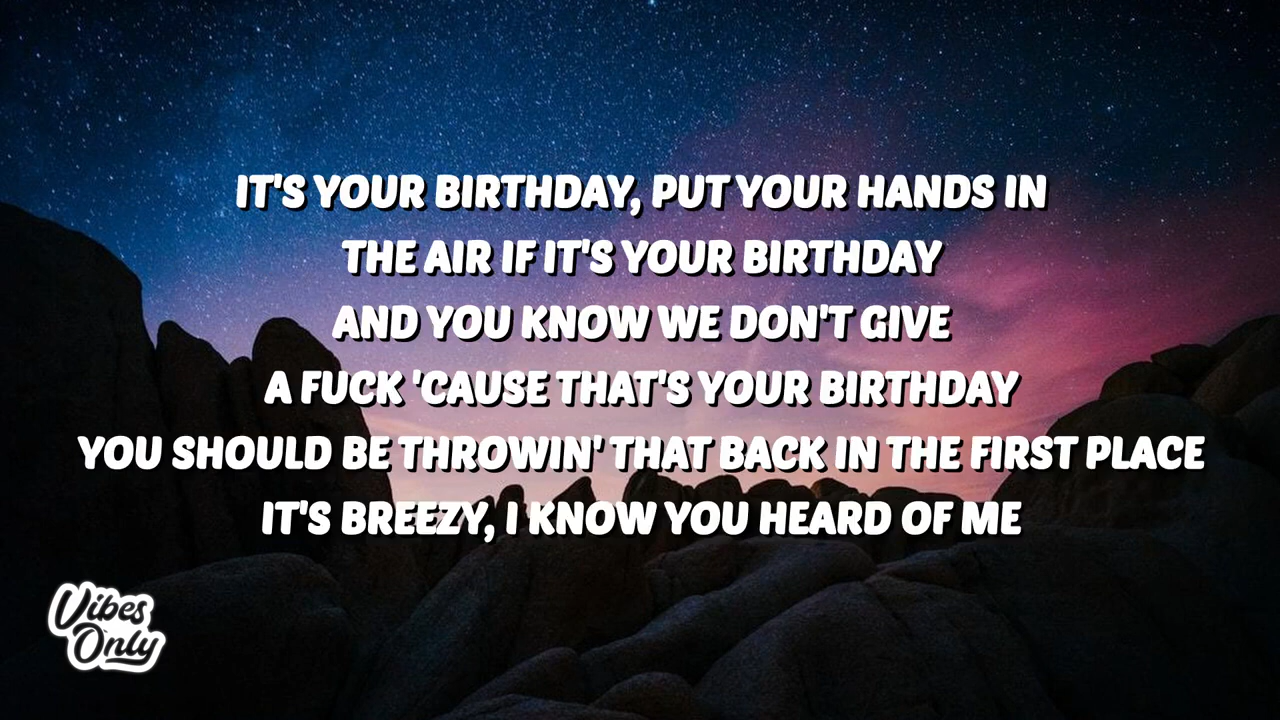 IT'S YOUR BIRTHDAY, PUT YOUR HANDS IN
THE AIR IF IT'S YOUR BIRTHDAY
AND YOU KNOW WE DON'T GIVE
A FUCK 'CAUSE THAT'S YOUR BIRTHDAY
YOU SHOULD BE THROWIN' THAT BACK IN THE FIRST PLACE
IT'S BREEZY, I KNOW YOU HEARD OF ME
Vibes
Only